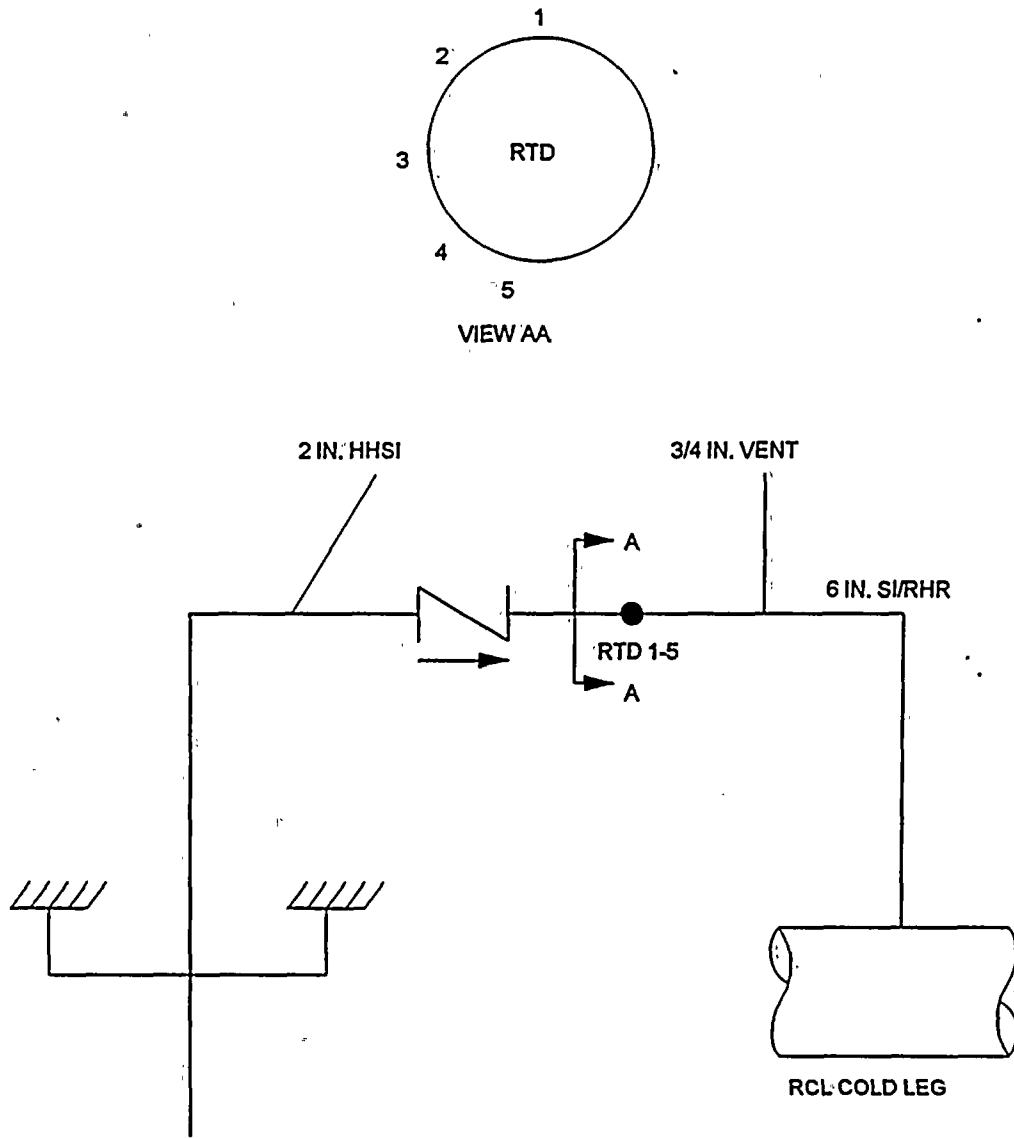 1
2
3
RTD
4
5
VIEW AA
2 IN. HHSI
3/4 IN. VENT
A
6 IN. SI/RHR
RTD 1-5
A
RCL COLD LEG